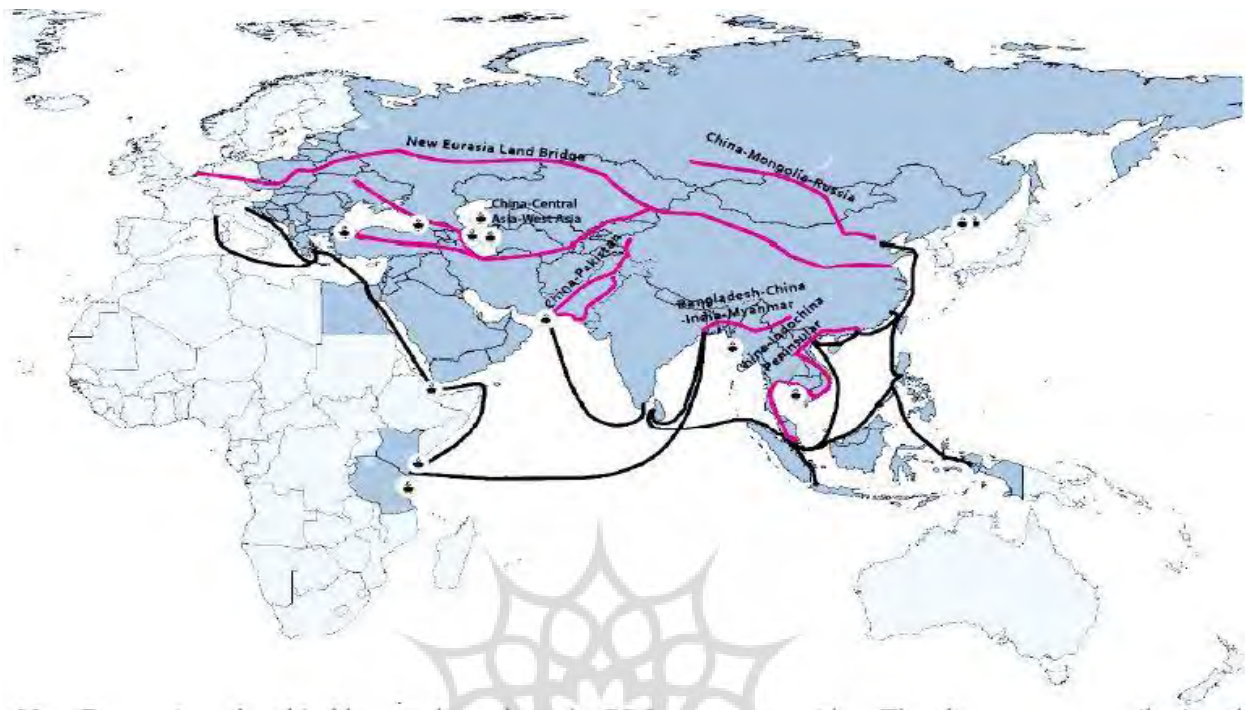 New Eurasia Land Bridge
China-Mongolia-Russia
China-Central
Asia-West Asia
China-Pakistan
Bangladesh-China
-India-Myanmar
China-Indochina
Peninsular